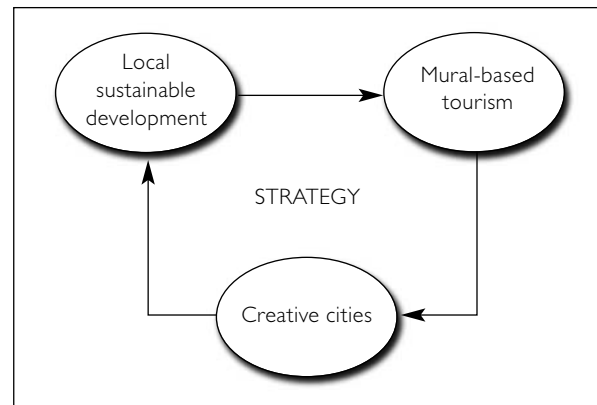 Local
sustainable
development
Mural-based
tourism
STRATEGY
Creative cities